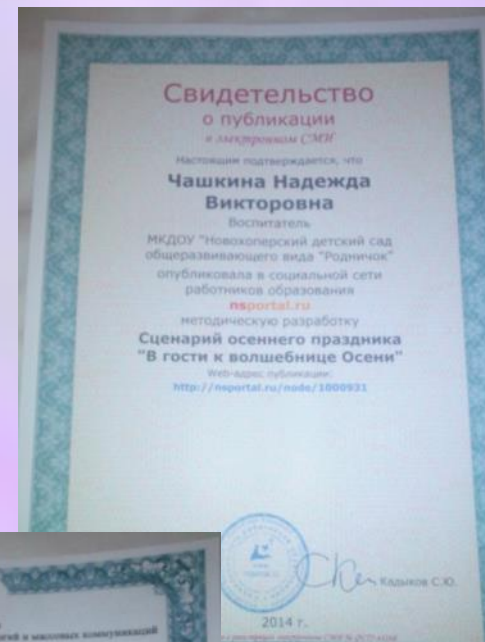 Свидетельство
о публикации
в электронном СМИ
Настоящим подтверждается, что
Чашкина Надежда
Викторовна
Воспитатель
МКДОУ "Новохоперский детский сад
общеразвивающего вида "Родничок"
опубликовала в социальной сети
работников образования
nsportal.ru
методическую разработку
Сценарий осеннего праздника
"В гости к волшебнице Осени"
Web-адрес публикации:
http://nsportal.ru/node/1000931
Кадыков С.Ю.
2014 г.
и массовых коммуникаций